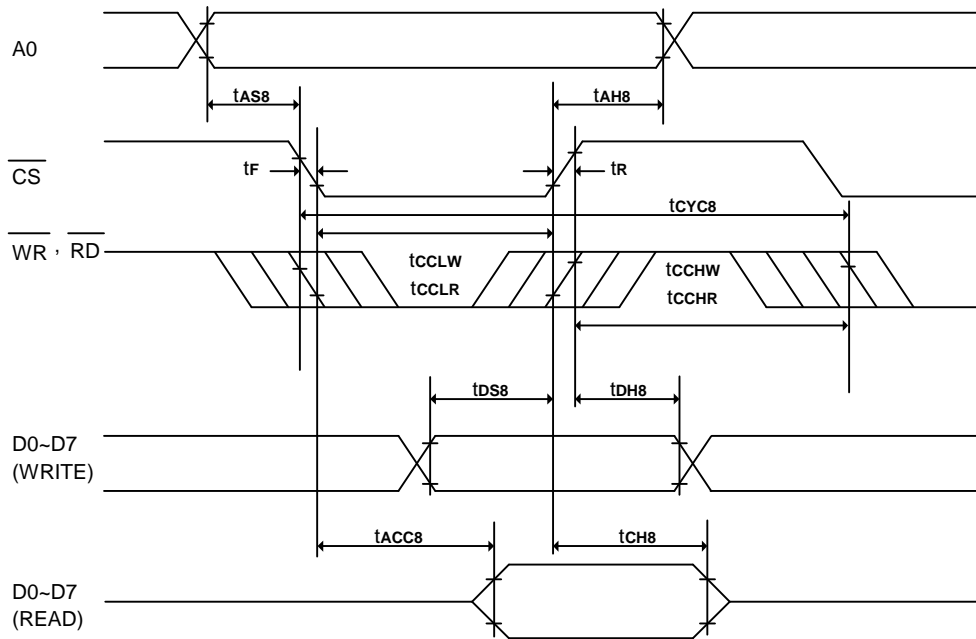 A0
tAS8
tAH8
CS
tF
tR
tCYC8
WR , RD
tCCLW
tCCLR
tCCHW
tCCHR
tDS8
tDH8
D0~D7
(WRITE)
tACC8
tCH8
D0~D7
(READ)